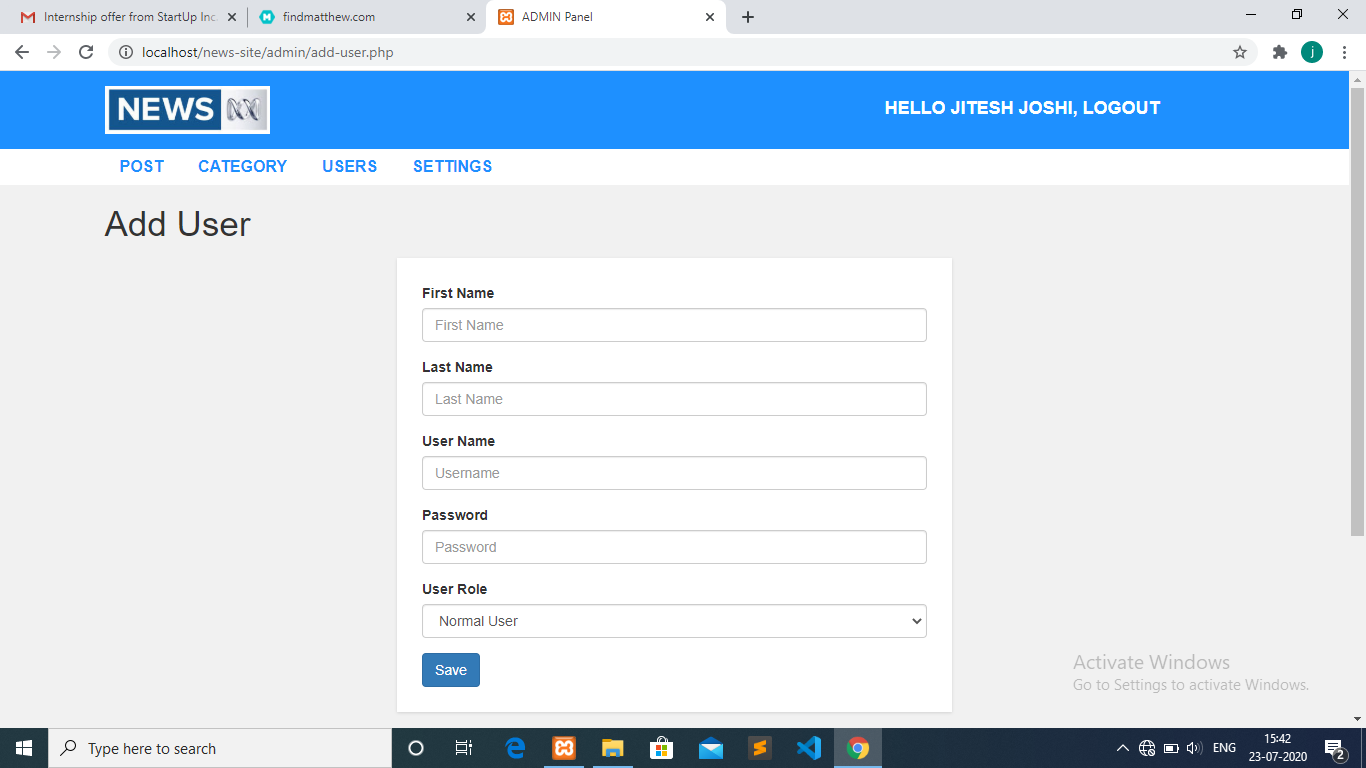 Internship offer from StartUp Inc.
findmatthew.com
ADMIN Panel
localhost/news-site/admin/add-user.php
j
NEWS
HELLO JITESH JOSHI, LOGOUT
POST CATEGORY USERS SETTINGS
Add User
First Name
First Name
Last Name
Last Name
User Name
Username
Password
Password
User Role
Normal User
Save
Activate Windows
Go to Settings to activate Windows.
Type here to search
ENG
15:42
23-07-2020
2